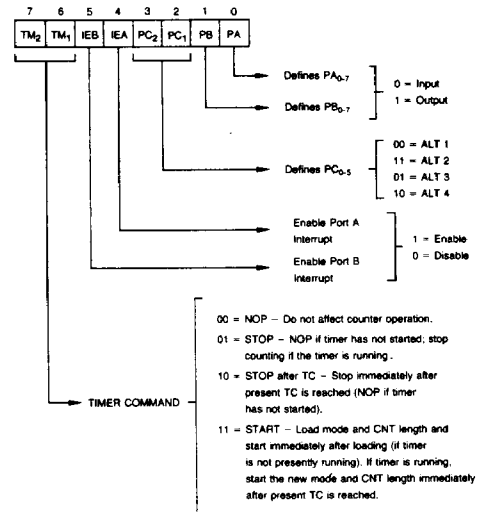 7 6 5 4 3 2 1 0
TM2 TM1 IEB IEA PC2 PC1 PB PA
Defines PA0-7
0 = Input
1 = Output
Defines PB0-7
Defines PC0-5
00 = ALT 1
11 = ALT 2
01 = ALT 3
10 = ALT 4
Enable Port A
Interrupt
1 = Enable
0 = Disable
Enable Port B
Interrupt
TIMER COMMAND
00 = NOP – Do not affect counter operation.
01 = STOP – NOP if timer has not started; stop
counting if the timer is running.
10 = STOP after TC – Stop immediately after
present TC is reached (NOP if timer
has not started).
11 = START – Load mode and CNT length and
start immediately after loading (if timer
is not presently running). If timer is running,
start the new mode and CNT length immediately
after present TC is reached.